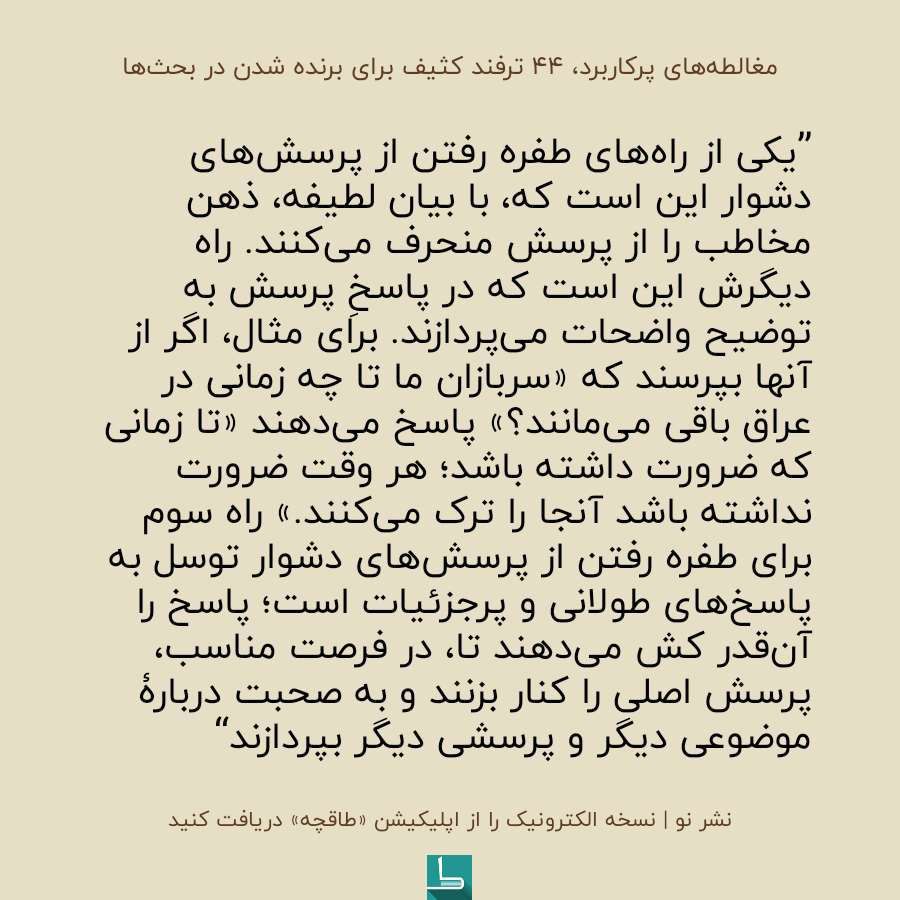 مغالطه‌های پرکاربرد، ۴۴ ترفند کثیف برای برنده شدن در بحث‌ها
”یکی از راه‌های طفره رفتن از پرسش‌های
دشوار این است که، با بیان لطیفه، ذهن
مخاطب را از پرسش منحرف می‌کنند. راه
دیگرش این است که در پاسخِ پرسش به
توضیح واضحات می‌پردازند. برای مثال، اگر از
آنها بپرسند که «سربازان ما تا چه زمانی در
عراق باقی می‌مانند؟» پاسخ می‌دهند «تا زمانی
که ضرورت داشته باشد؛ هر وقت ضرورت
نداشته باشد آنجا را ترک می‌کنند.» راه سوم
برای طفره رفتن از پرسش‌های دشوار توسل به
پاسخ‌های طولانی و پرجزئیات است؛ پاسخ را
آن‌قدر کش می‌دهند تا، در فرصت مناسب،
پرسش اصلی را کنار بزنند و به صحبت دربارهٔ
موضوعی دیگر و پرسشی دیگر بپردازند“
نشر نو | نسخه الکترونیک را از اپلیکیشن «طاقچه» دریافت کنید